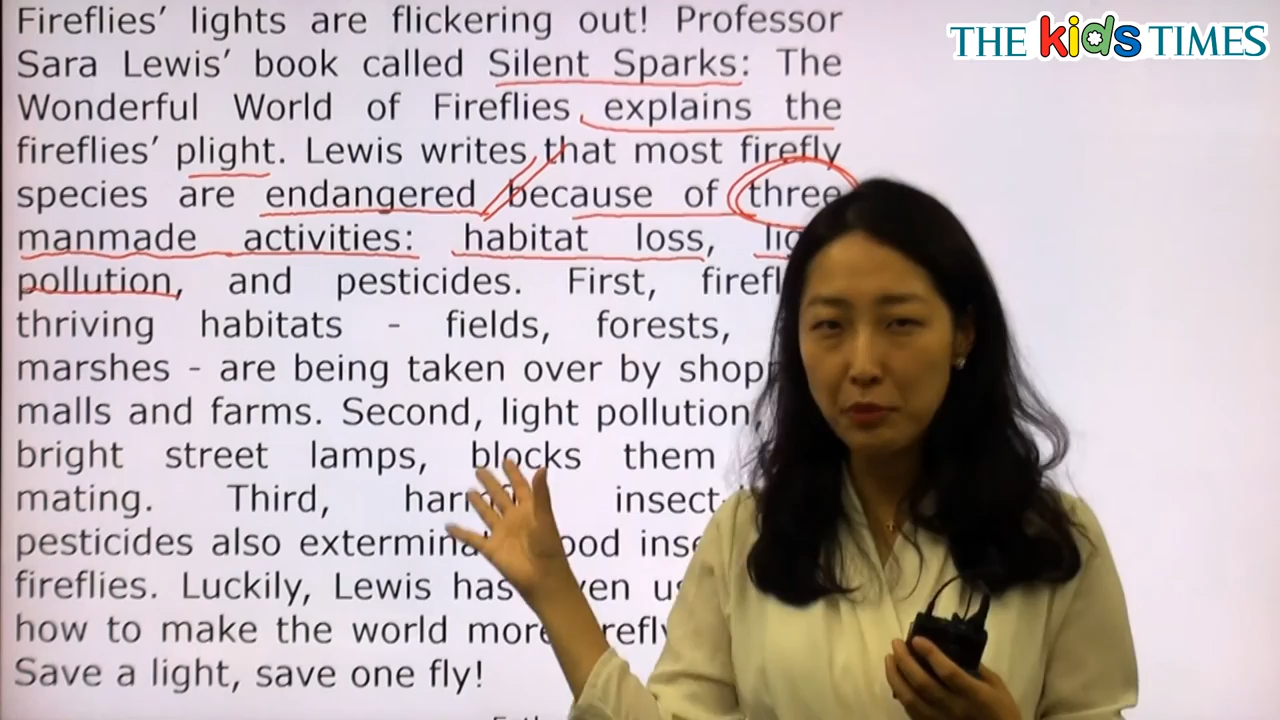 THE kids TIMES
Fireflies’ lights are flickering out! Professor
Sara Lewis’ book called Silent Sparks: The
Wonderful World of Fireflies explains the
fireflies’ plight. Lewis writes that most firefly
species are endangered because of three
manmade activities: habitat loss,
pollution, and pesticides. First,
thriving habitats - fields, forests,
marshes - are being taken over by
malls and farms. Second, light pollution,
bright street lamps, blocks them
mating. Third,
pesticides also
fireflies. Luckily, Lewis has
how to make the world more
Save a light, save one fly!